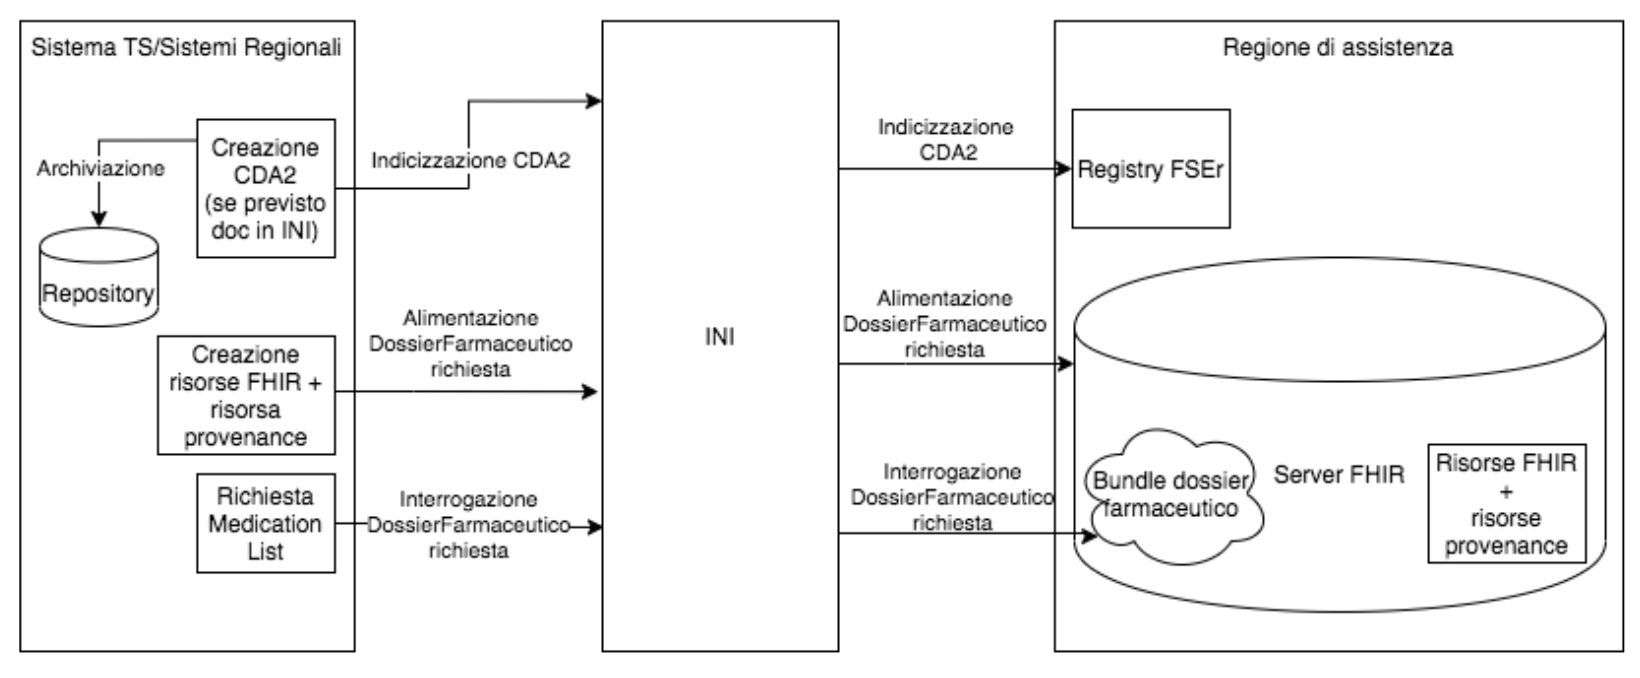 Sistema TS/Sistemi Regionali
Archiviazione
Creazione
CDA2
(se previsto
doc in INI)
Repository
Creazione
risorse FHIR +
risorsa
provenance
Richiesta
Medication
List
Indicizzazione CDA2
Alimentazione
DossierFarmaceutico
richiesta
Interrogazione
DossierFarmaceutico
richiesta
INI
Indicizzazione
CDA2
Alimentazione
DossierFarmaceutico
richiesta
Interrogazione
DossierFarmaceutico
richiesta
Regione di assistenza
Registry FSEr
Bundle dossier
farmaceutico
Server FHIR
Risorse FHIR
+
risorse
provenance